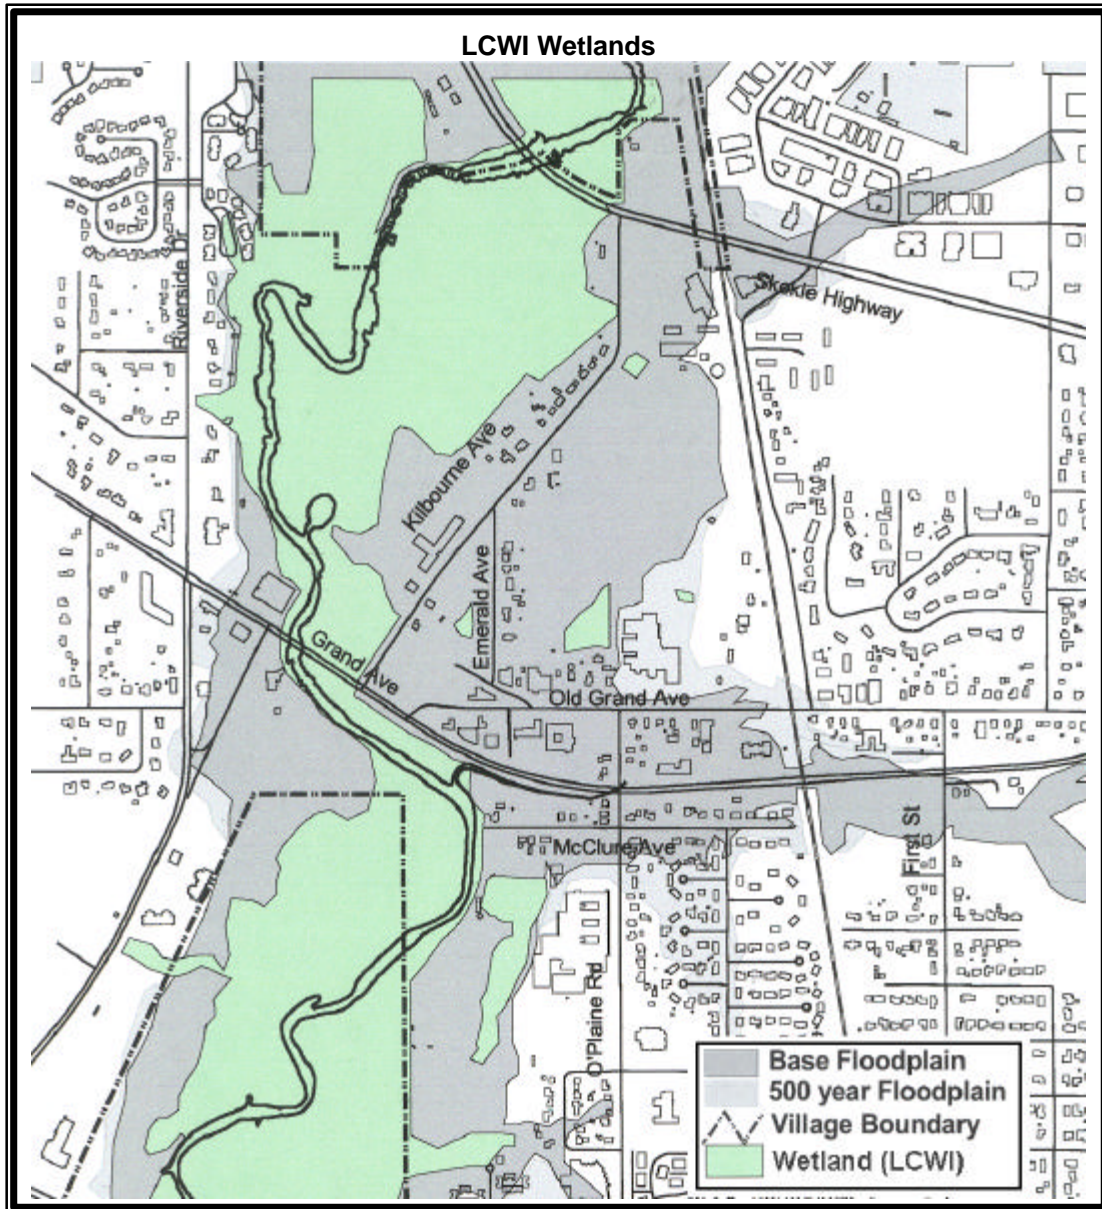 LCWI Wetlands
Riverside Dr
Skokie Highway
Kilbourne Ave
Emerald Ave
Grand Ave
Old Grand Ave
McClure Ave
First St
O'Plaine Rd
Base Floodplain
500 year Floodplain
Village Boundary
Wetland (LCWI)